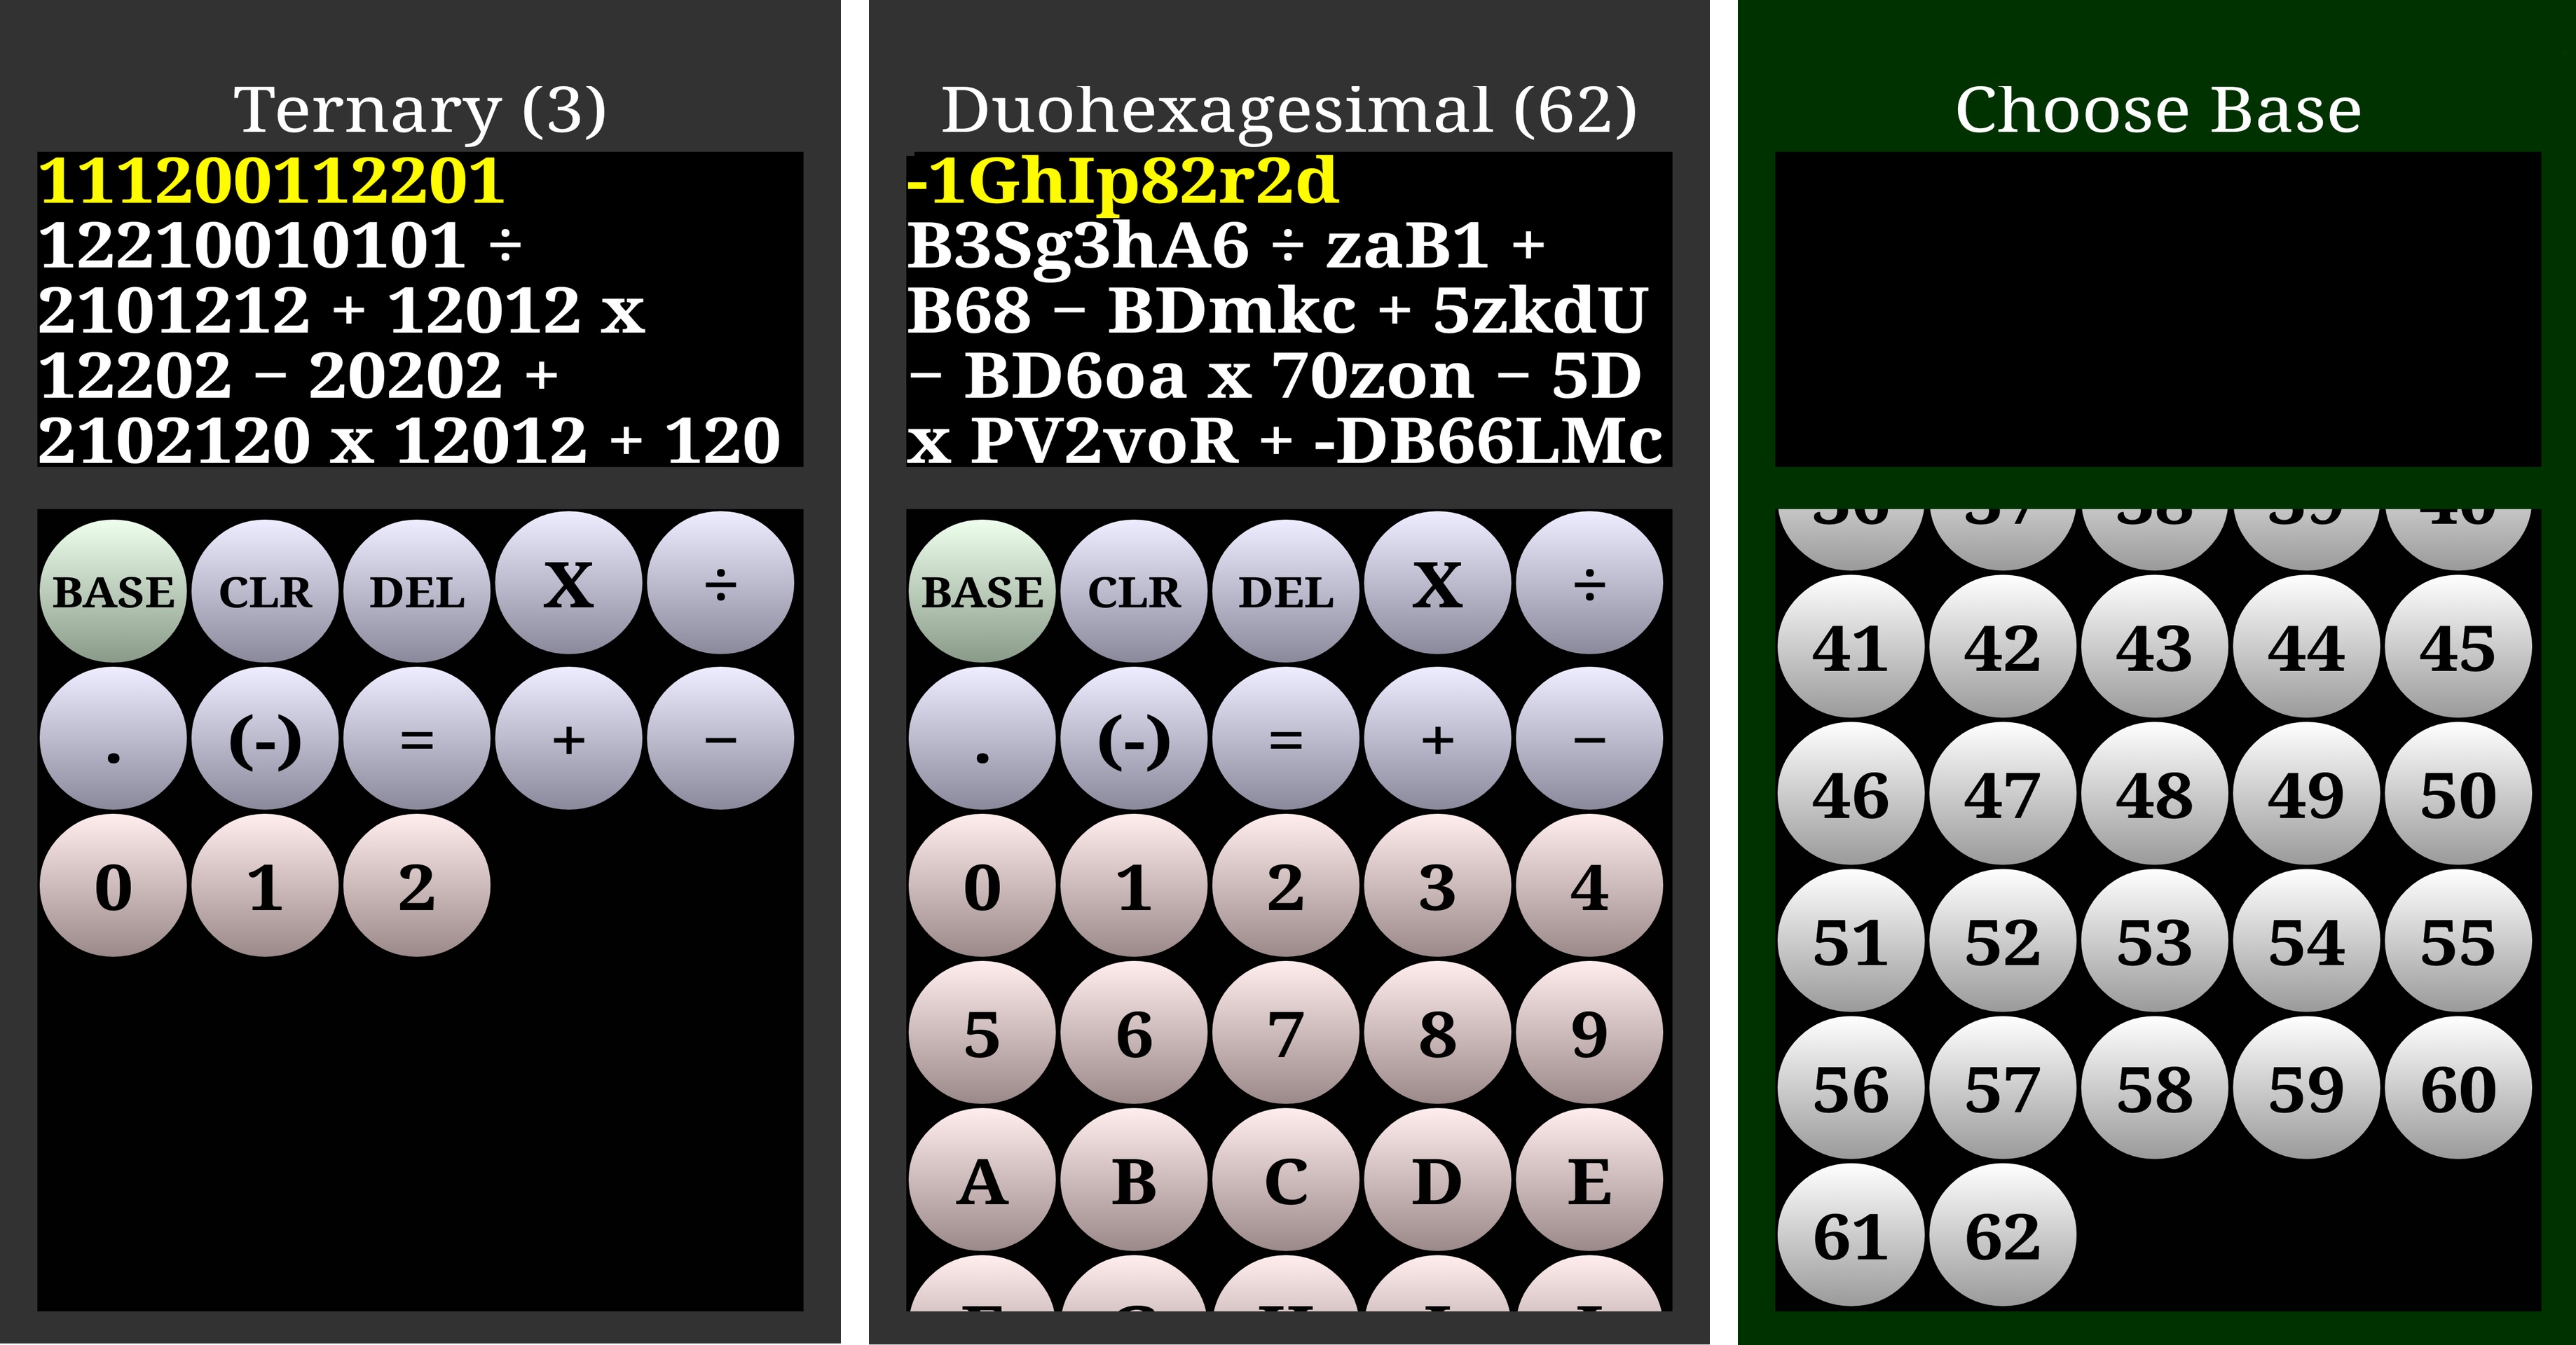 Ternary (3)
111200112201
12210010101 ÷
2101212 + 12012 x
12202 − 20202 +
2102120 x 12012 + 120
BASE CLR DEL X ÷
. (-) = + −
0 1 2
Duohexagesimal (62)
-1GhIp82r2d
B3Sg3hA6 ÷ zaB1 +
B68 − BDmkc + 5zkdU
− BD6oa x 70zon − 5D
x PV2voR + -DB66LMc
BASE CLR DEL X ÷
. (-) = + −
0 1 2 3 4
5 6 7 8 9
A B C D E
Choose Base
41 42 43 44 45
46 47 48 49 50
51 52 53 54 55
56 57 58 59 60
61 62